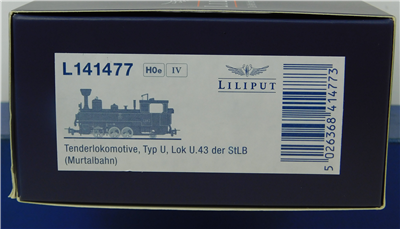 L141477 H0e IV
LILIPUT
Tenderlokomotive, Typ U, Lok U.43 der StLB
(Murtalbahn)
5 026368 414773